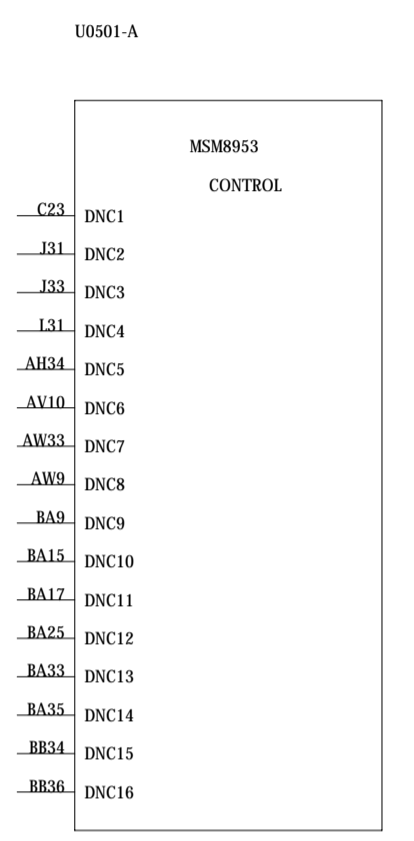 U0501-A
MSM8953
CONTROL
C23 DNC1
J31 DNC2
J33 DNC3
L31 DNC4
AH34 DNC5
AV10 DNC6
AW33 DNC7
AW9 DNC8
BA9 DNC9
BA15 DNC10
BA17 DNC11
BA25 DNC12
BA33 DNC13
BA35 DNC14
BB34 DNC15
BB36 DNC16